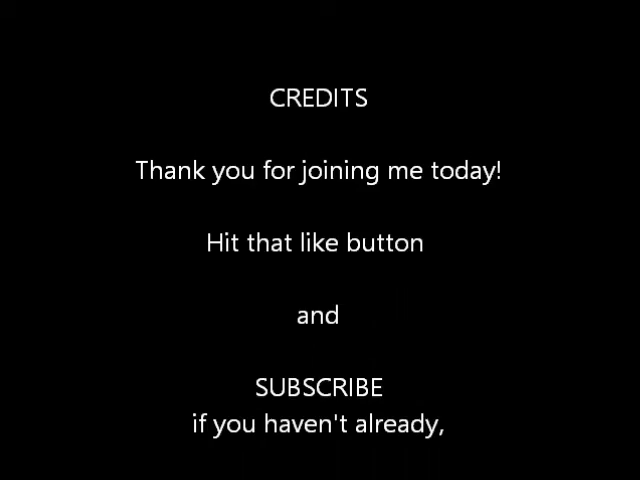 CREDITS
Thank you for joining me today!
Hit that like button
and
SUBSCRIBE
if you haven't already,